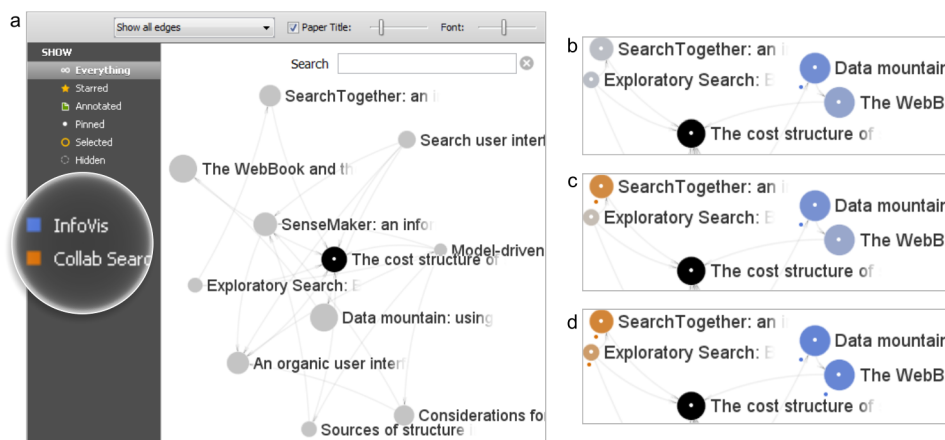 a
Show all edges
Paper Title:
Font:
SHOW
Everything
Starred
Annotated
Pinned
Selected
Hidden
InfoVis
Collab Searc
Search
SearchTogether: an i
Search user interf
The WebBook and th
SenseMaker: an infor
Model-driven
The cost structure of
Exploratory Search: E
Data mountain: using
An organic user interf
Considerations fo
Sources of structure i
b
SearchTogether: an i
Data mountain
Exploratory Search: E
The WebB
The cost structure of
c
SearchTogether: an i
Data mountain
Exploratory Search: E
The WebB
The cost structure of
d
SearchTogether: an i
Data mountain
Exploratory Search: E
The WebB
The cost structure of